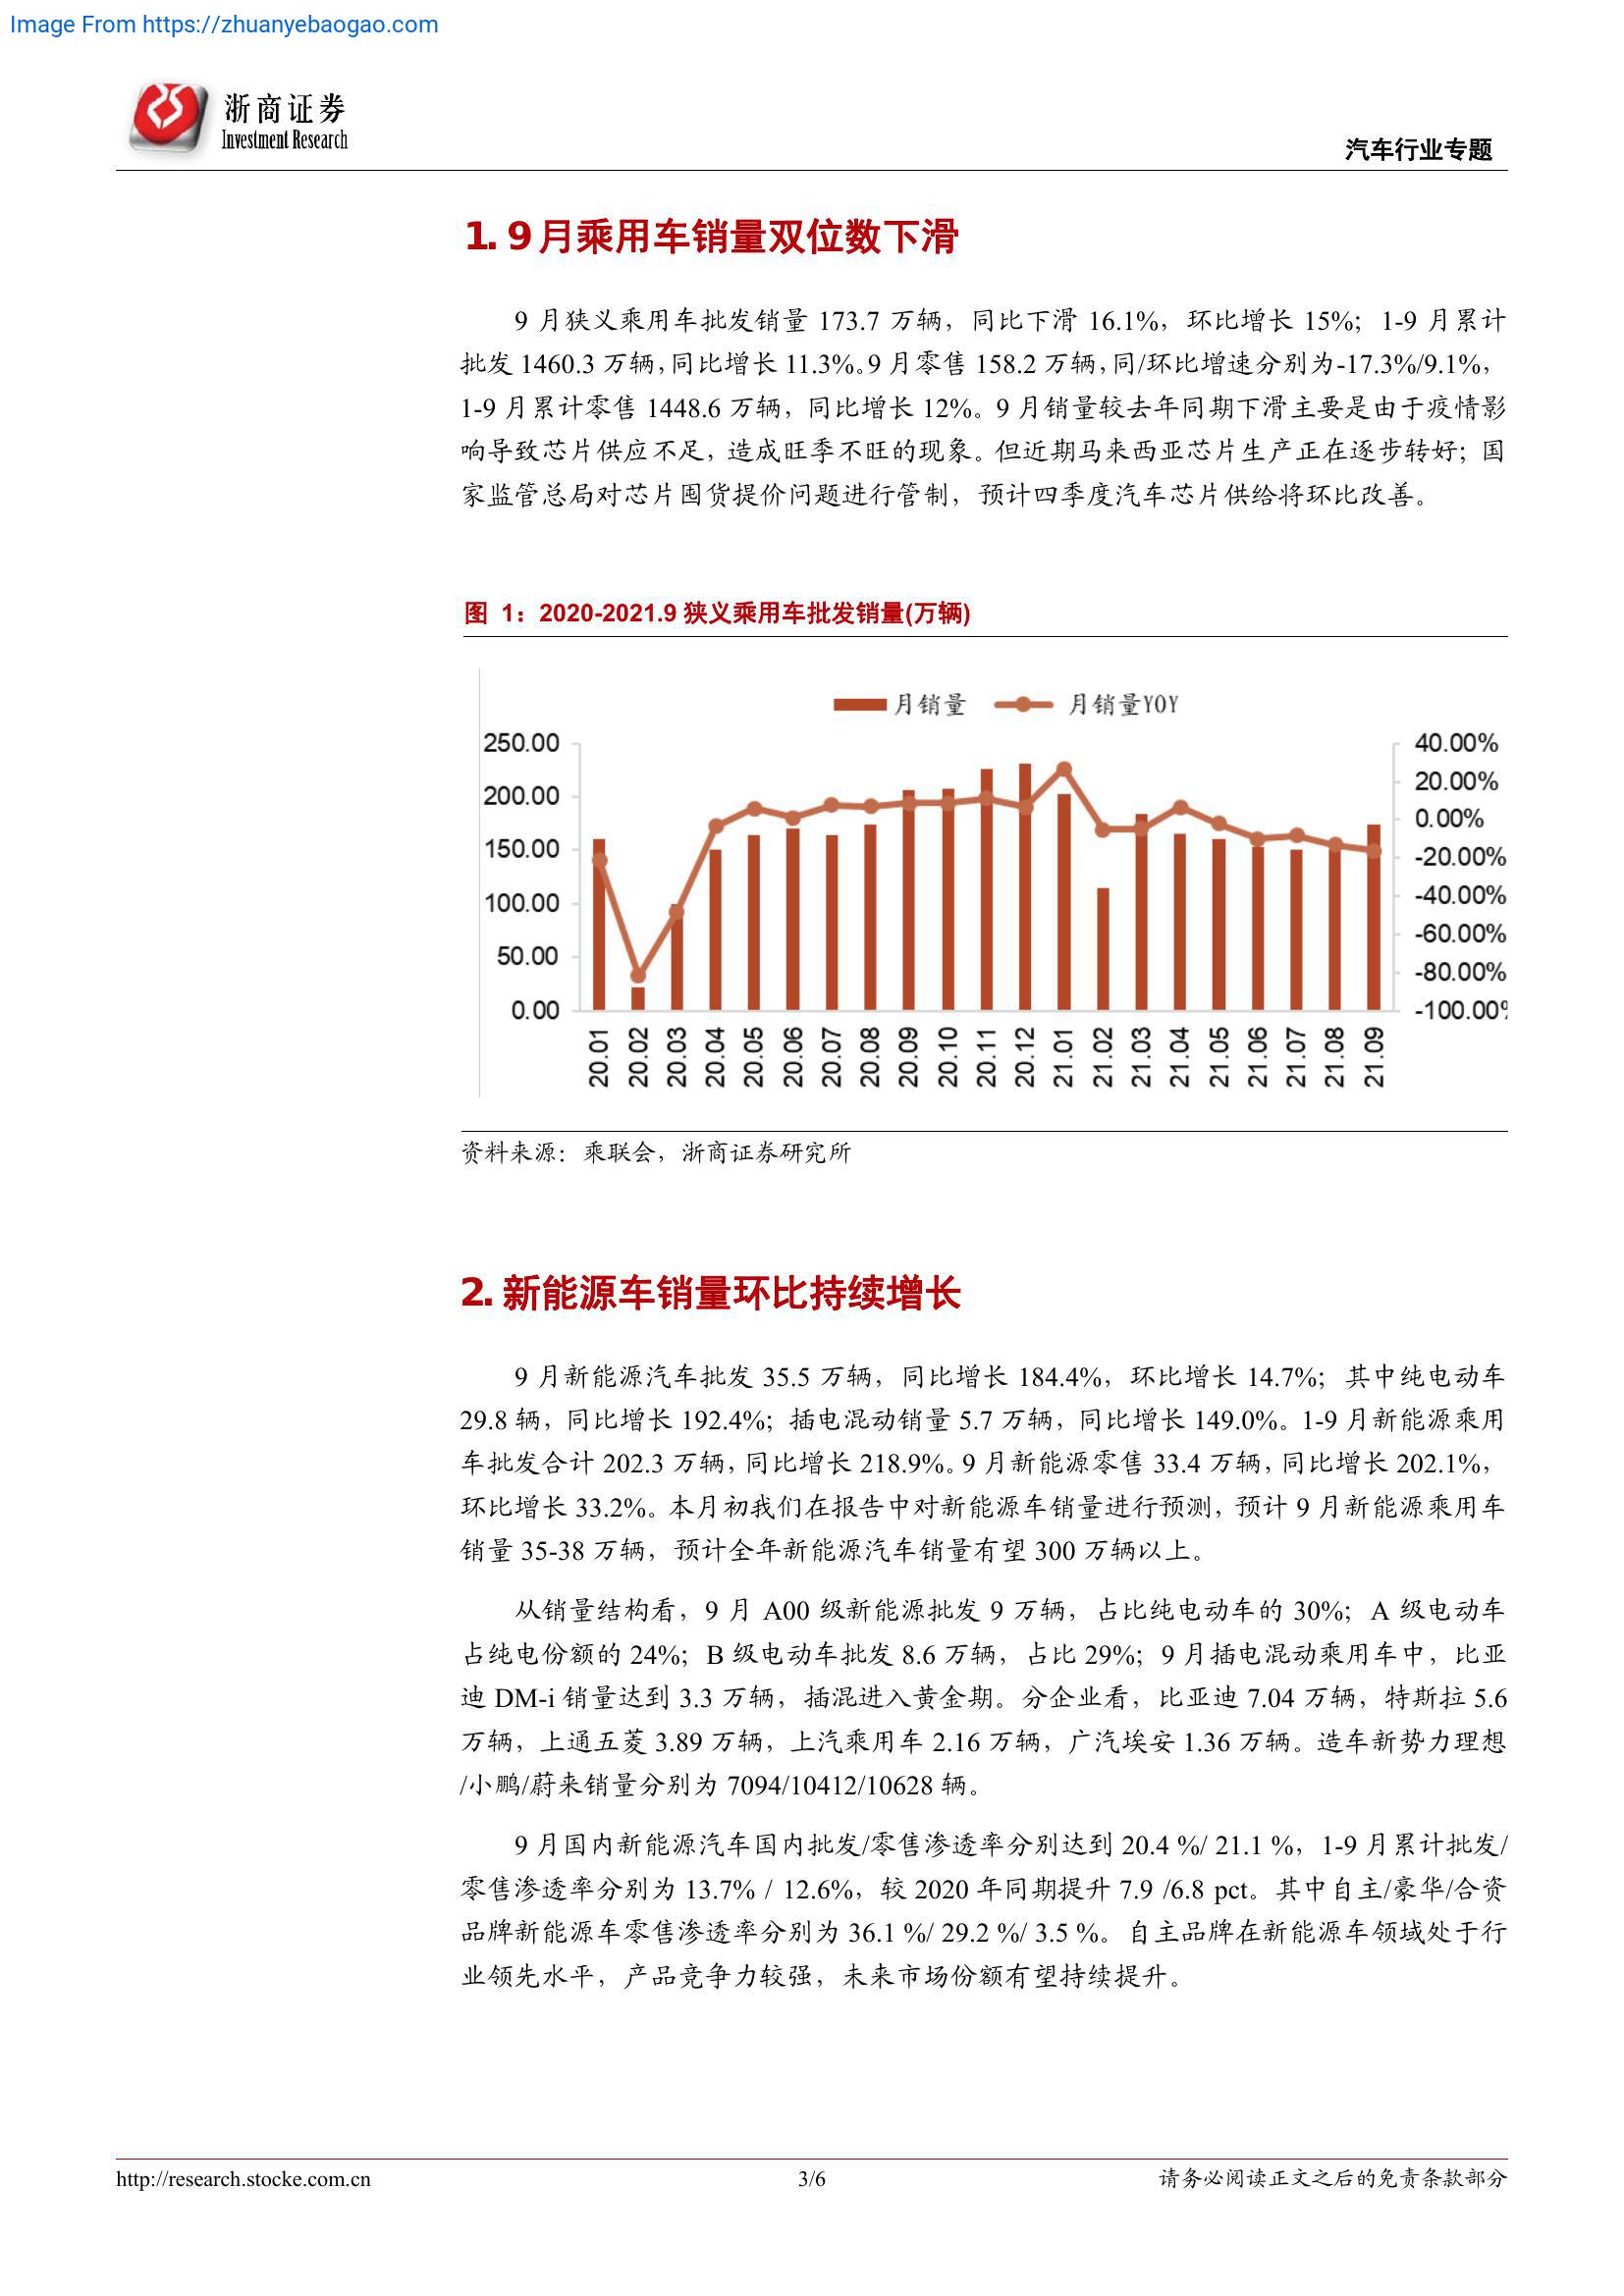 Image From https://zhuanyebaogao.com
浙商证券
Investment Research
汽车行业专题
1. 9月乘用车销量双位数下滑
9 月狭义乘用车批发销量 173.7 万辆，同比下滑 16.1%，环比增长 15%；1-9 月累计
批发 1460.3 万辆，同比增长 11.3%。9 月零售 158.2 万辆，同/环比增速分别为-17.3%/9.1%，
1-9 月累计零售 1448.6 万辆，同比增长 12%。9 月销量较去年同期下滑主要是由于疫情影
响导致芯片供应不足，造成旺季不旺的现象。但近期马来西亚芯片生产正在逐步转好；国
家监管总局对芯片囤货提价问题进行管制，预计四季度汽车芯片供给将环比改善。
图 1：2020-2021.9 狭义乘用车批发销量(万辆)
月销量 月销量YOY
250.00
200.00
150.00
100.00
50.00
0.00
40.00%
20.00%
0.00%
-20.00%
-40.00%
-60.00%
-80.00%
-100.00%
20.01 20.02 20.03 20.04 20.05 20.06 20.07 20.08 20.09 20.10 20.11 20.12 21.01 21.02 21.03 21.04 21.05 21.06 21.07 21.08 21.09
资料来源：乘联会，浙商证券研究所
2. 新能源车销量环比持续增长
9 月新能源汽车批发 35.5 万辆，同比增长 184.4%，环比增长 14.7%；其中纯电动车
29.8 辆，同比增长 192.4%；插电混动销量 5.7 万辆，同比增长 149.0%。1-9 月新能源乘用
车批发合计 202.3 万辆，同比增长 218.9%。9 月新能源零售 33.4 万辆，同比增长 202.1%，
环比增长 33.2%。本月初我们在报告中对新能源车销量进行预测，预计 9 月新能源乘用车
销量 35-38 万辆，预计全年新能源汽车销量有望 300 万辆以上。
从销量结构看，9 月 A00 级新能源批发 9 万辆，占比纯电动车的 30%；A 级电动车
占纯电份额的 24%；B 级电动车批发 8.6 万辆，占比 29%；9 月插电混动乘用车中，比亚
迪 DM-i 销量达到 3.3 万辆，插混进入黄金期。分企业看，比亚迪 7.04 万辆，特斯拉 5.6
万辆，上通五菱 3.89 万辆，上汽乘用车 2.16 万辆，广汽埃安 1.36 万辆。造车新势力理想
/小鹏/蔚来销量分别为 7094/10412/10628 辆。
9 月国内新能源汽车国内批发/零售渗透率分别达到 20.4 %/ 21.1 %，1-9 月累计批发/
零售渗透率分别为 13.7% / 12.6%，较 2020 年同期提升 7.9 /6.8 pct。其中自主/豪华/合资
品牌新能源车零售渗透率分别为 36.1 %/ 29.2 %/ 3.5 %。自主品牌在新能源车领域处于行
业领先水平，产品竞争力较强，未来市场份额有望持续提升。
http://research.stocke.com.cn
3/6
请务必阅读正文之后的免责条款部分